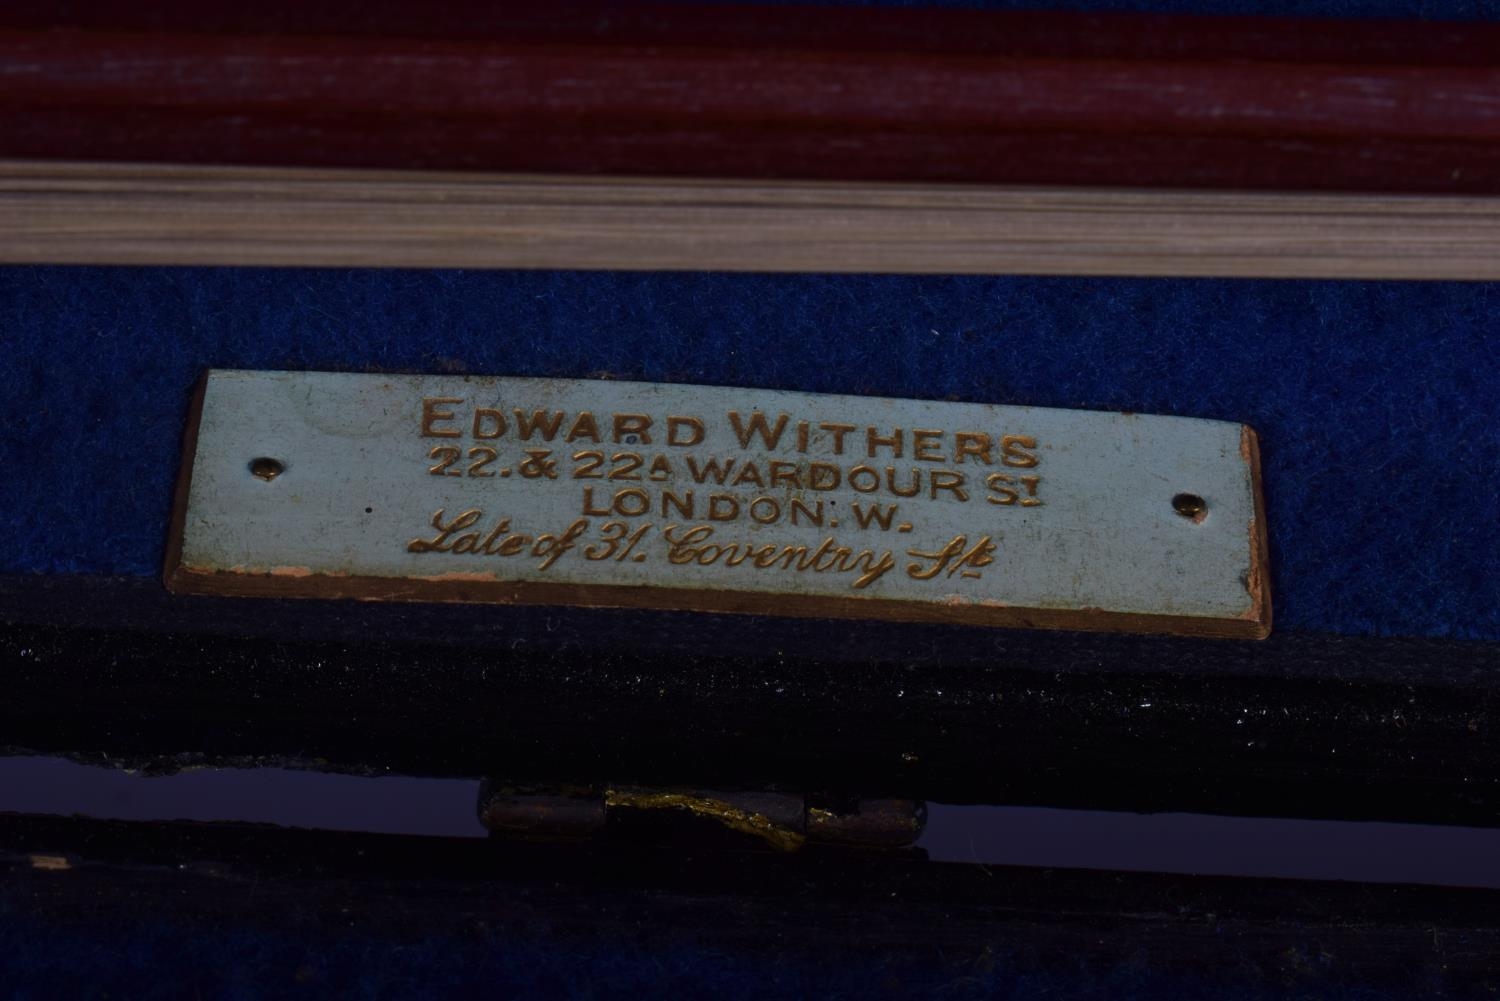 EDWARD WITHERS
22. & 22A WARDOUR ST
LONDON. W.
Late of 31. Coventry St.